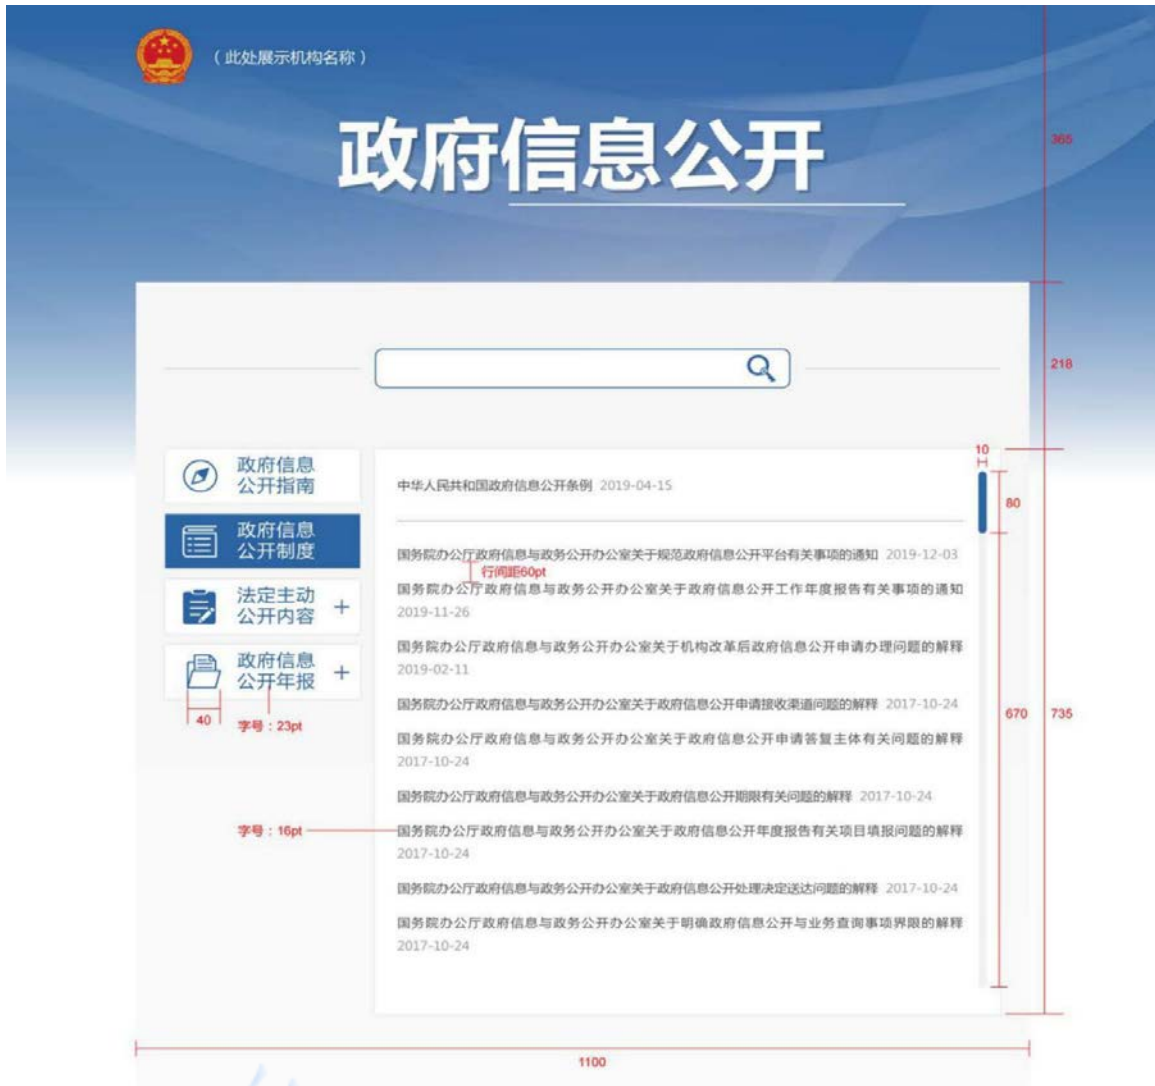 （此处展示机构名称）
政府信息公开
365
218
10
政府信息
公开指南
中华人民共和国政府信息公开条例 2019-04-15
80
政府信息
公开制度
国务院办公厅政府信息与政务公开办公室关于规范政府信息公开平台有关事项的通知 2019-12-03
行间距60pt
法定主动
公开内容 +
国务院办公厅政府信息与政务公开办公室关于政府信息公开工作年度报告有关事项的通知
2019-11-26
政府信息
公开年报 +
国务院办公厅政府信息与政务公开办公室关于机构改革后政府信息公开申请办理问题的解释
2019-02-11
40
字号：23pt
国务院办公厅政府信息与政务公开办公室关于政府信息公开申请接收渠道问题的解释 2017-10-24
670
735
国务院办公厅政府信息与政务公开办公室关于政府信息公开申请答复主体有关问题的解释
2017-10-24
国务院办公厅政府信息与政务公开办公室关于政府信息公开期限有关问题的解释 2017-10-24
字号：16pt
国务院办公厅政府信息与政务公开办公室关于政府信息公开年度报告有关项目填报问题的解释
2017-10-24
国务院办公厅政府信息与政务公开办公室关于政府信息公开处理决定送达问题的解释 2017-10-24
国务院办公厅政府信息与政务公开办公室关于明确政府信息公开与业务查询事项界限的解释
2017-10-24
1100